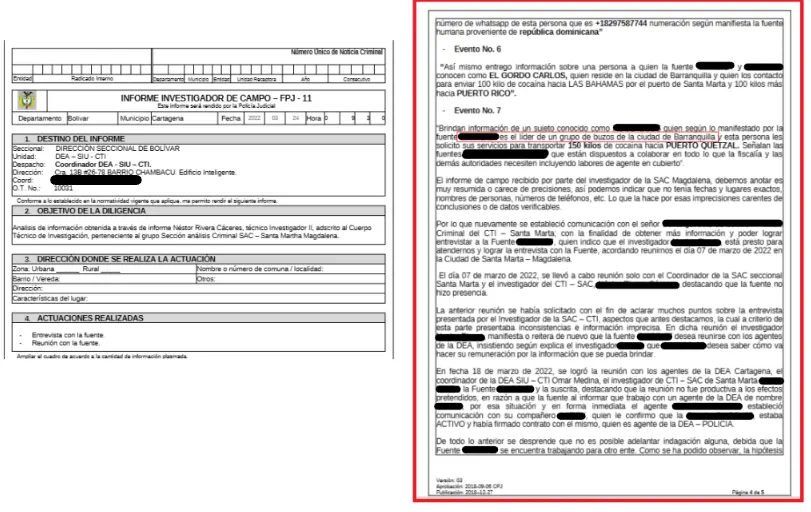 Número Único de Noticia Criminal
Entidad Radicado Interno Departamento Municipio Entidad Unidad Receptora Año Consecutivo
INFORME INVESTIGADOR DE CAMPO – FPJ - 11
Este informe será rendido por la Policía Judicial
Departamento Bolívar Municipio Cartagena Fecha 2022 03 24 Hora 0 9 3 0
1. DESTINO DEL INFORME
Seccional: DIRECCIÓN SECCIONAL DE BOLÍVAR
Unidad: DEA – SIU - CTI
Despacho: Coordinador DEA - SIU – CTI.
Dirección: Cra. 13B #26-78 BARRIO CHAMBACU. Edificio Inteligente.
Coord:
O.T. No.: 10031
Conforme a lo establecido en la normatividad vigente que aplique, me permito rendir el siguiente informe.
2. OBJETIVO DE LA DILIGENCIA
Analisis de información obtenida a través de informe Néstor Rivera Cáceres, técnico Investigador II, adscrito al Cuerpo
Técnico de Investigación, perteneciente al grupo Sección análisis Criminal SAC – Santa Martha Magdalena.
3. DIRECCIÓN DONDE SE REALIZA LA ACTUACIÓN
Zona: Urbana ______ Rural _____ Nombre o número de comuna / localidad:
Barrio / Vereda: Otros:
Dirección:
Características del lugar:
4. ACTUACIONES REALIZADAS
- Entrevista con la fuente.
- Reunión con la fuente.
Ampliar el cuadro de acuerdo a la cantidad de información plasmada.
número de whatsapp de esta persona que es +18297587744 numeración según manifiesta la fuente
humana proveniente de república dominicana"
- Evento No. 6
"Así mismo entrego información sobre una persona a quien la fuente y
conocen como EL GORDO CARLOS, quien reside en la ciudad de Barranquilla y quien los contacto
para enviar 100 kilo de cocaína hacia LAS BAHAMAS por el puerto de Santa Marta y 100 kilos más
hacia PUERTO RICO".
- Evento No. 7
"Brindan información de un sujeto conocido como quien según lo manifestado por la
fuente es el líder de un grupo de buzos de la ciudad de Barranquilla y esta persona les
solicito sus servicios para transportar 150 kilos de cocaína hacia PUERTO QUETZAL. Señalan las
fuentes que están dispuestos a colaborar en todo lo que la fiscalía y las
demás autoridades necesiten incluyendo labores de agente en cubierto".
El informe de campo recibido por parte del investigador de la SAC Magdalena, debemos anotar es
muy resumida o carece de precisiones, así podemos indicar que no tenía fechas y lugares exactos,
nombres de personas, números de teléfonos, etc. Lo que la hace por esas imprecisiones carentes de
conclusiones o de datos verificables.
Por lo que nuevamente se estableció comunicación con el señor
Criminal del CTI – Santa Marta, con la finalidad de obtener más información y poder lograr
entrevistar a la Fuente , quien indico que el investigador , está presto para
atendernos y lograr la entrevista con la Fuente, acordando reunirnos el día 07 de marzo de 2022 en
la Ciudad de Santa Marta – Magdalena.
El día 07 de marzo de 2022, se llevó a cabo reunión solo con el Coordinador de la SAC seccional
Santa Marta y el investigador del CTI – SAC, destacando que la fuente no
hizo presencia.
La anterior reunión se había solicitado con el fin de aclarar muchos puntos sobre la entrevista
presentada por el Investigador de la SAC – CTI, aspectos que antes destacamos, la cual a criterio de
esta parte presentaba inconsistencias e información imprecisa. En dicha reunión el investigador
manifiesta o reitera de nuevo que la fuente desea reunirse con los agentes
de la DEA, insistiendo según explica el investigador que desea saber cómo va
hacer su remuneración por la información que se pueda brindar.
En fecha 18 de marzo de 2022, se logró la reunión con los agentes de la DEA Cartagena, el
coordinador de la DEA SIU – CTI Omar Medina, el investigador de CTI – SAC de Santa Marta
la Fuente y la suscrita, destacando que la reunión no fue productiva a los efectos
pretendidos, en razón a que la fuente al informar que trabajo con un agente de la DEA de nombre
por esa situación y en forma inmediata el agente estableció
comunicación con su compañero , quien le confirmo que la estaba
ACTIVO y había firmado contrato con el mismo, quien es agente de la DEA – POLICIA.
De todo lo anterior se desprende que no es posible adelantar indagación alguna, debida que la
Fuente se encuentra trabajando para otro ente. Como se ha podido observar, la hipótesis
Versión: 03
Aprobación: 2018-09-06 CPJ
Publicación: 2018-12-27
Página 4 de 5